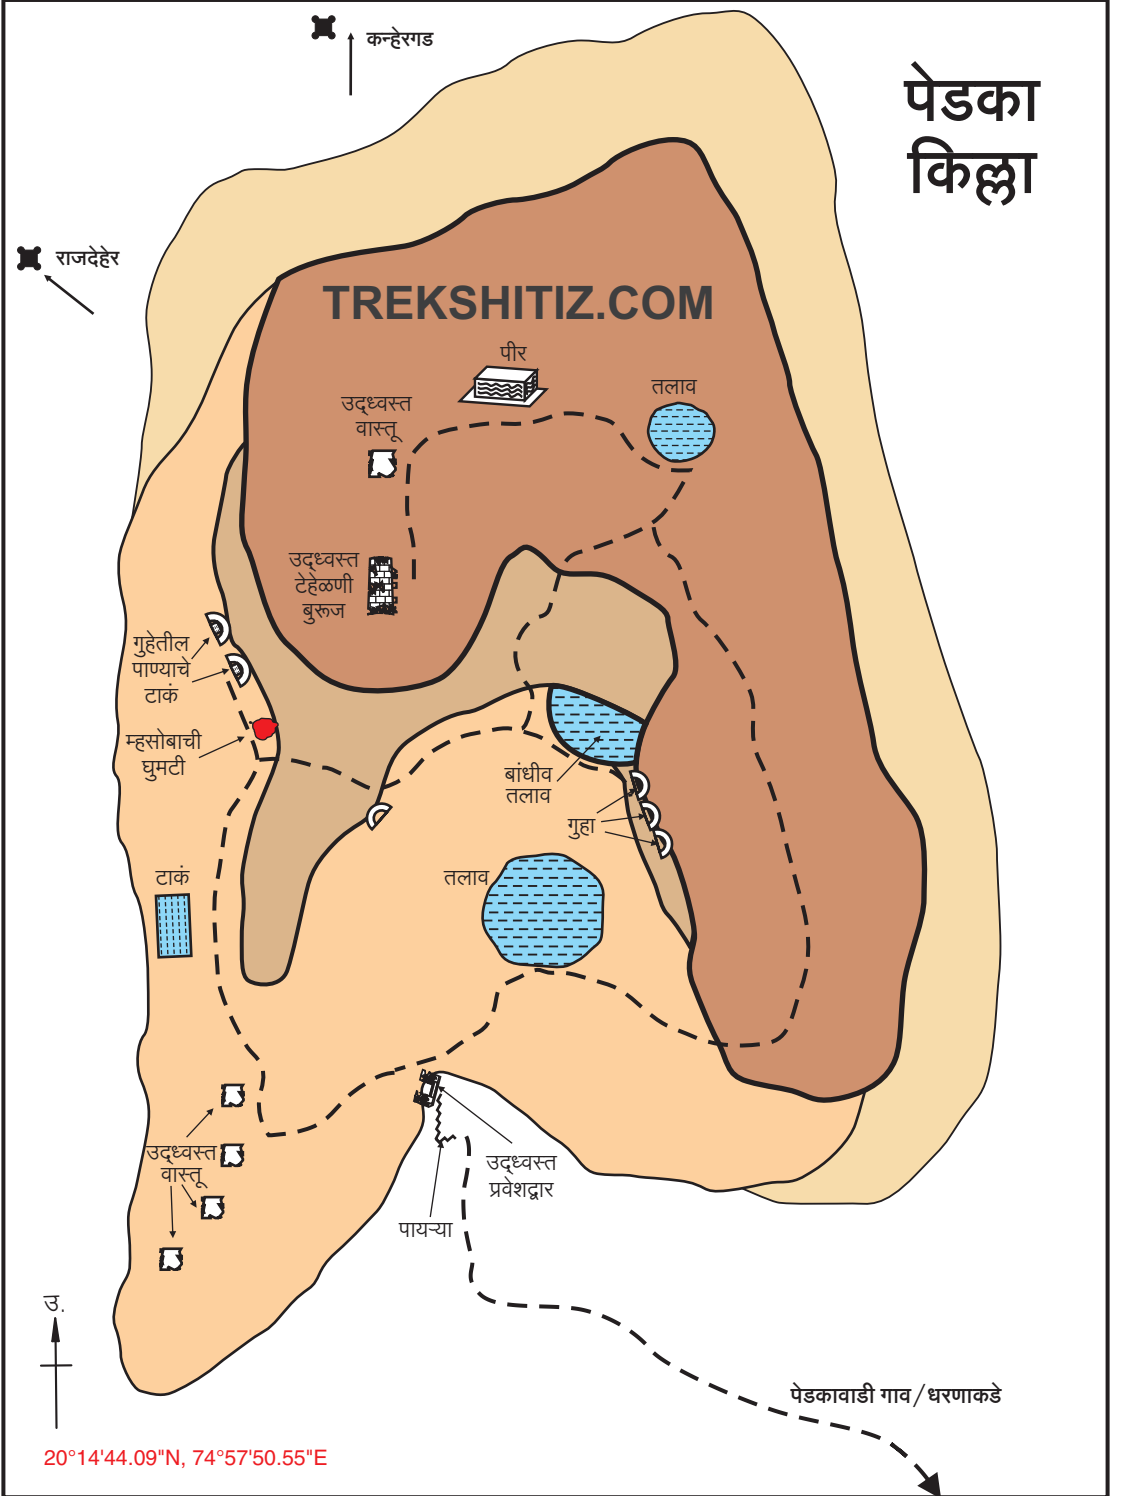 कन्हेरगड
पेडका
किल्ला
राजदेहेर
TREKSHITIZ.COM
पीर
तलाव
उद्ध्वस्त
वास्तू
उद्ध्वस्त
टेहेळणी
बुरूज
गुहेतील
पाण्याचे
टाकं
म्हसोबाची
घुमटी
बांधीव
तलाव
गुहा
टाकं
तलाव
उद्ध्वस्त
वास्तू
उद्ध्वस्त
प्रवेशद्वार
पायऱ्या
उ.
पेडकावाडी गाव/धरणाकडे
20°14'44.09"N, 74°57'50.55"E